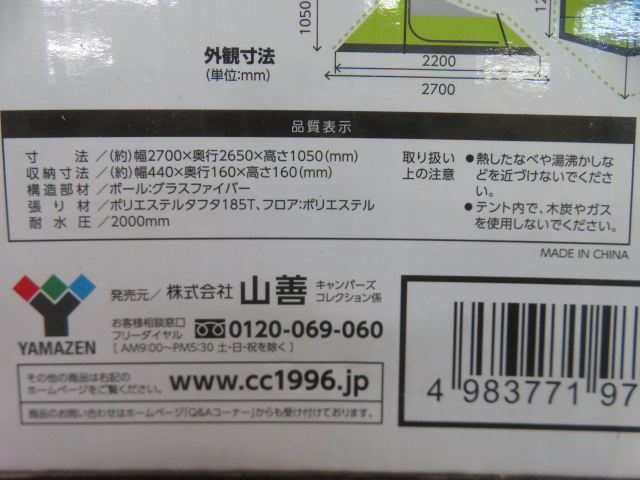 1050
12
外観寸法
(単位:mm)
2200
2700
品質表示
寸法／(約)幅2700×奥行2650×高さ1050(mm)
収納寸法／(約)幅440×奥行160×高さ160(mm)
構造部材／ポール:グラスファイバー
張り材／ポリエステルタフタ185T、フロア:ポリエステル
耐水圧／2000mm
取り扱い
上の注意
●熱したなべや湯沸かしな
どを近づけないでくださ
い。
●テント内で、木炭やガス
を使用しないでください。
MADE IN CHINA
YAMAZEN
発売元／株式会社山善 キャンパーズ
コレクション係
お客様相談窓口
フリーダイヤル 0120-069-060
[ AM9:00～PM5:30 土・日・祝を除く ]
その他の商品は右記の
ホームページをご覧ください。
www.cc1996.jp
商品のお問い合わせはホームページ「Q&Aコーナー」からも受け付けております。
4 983771 97